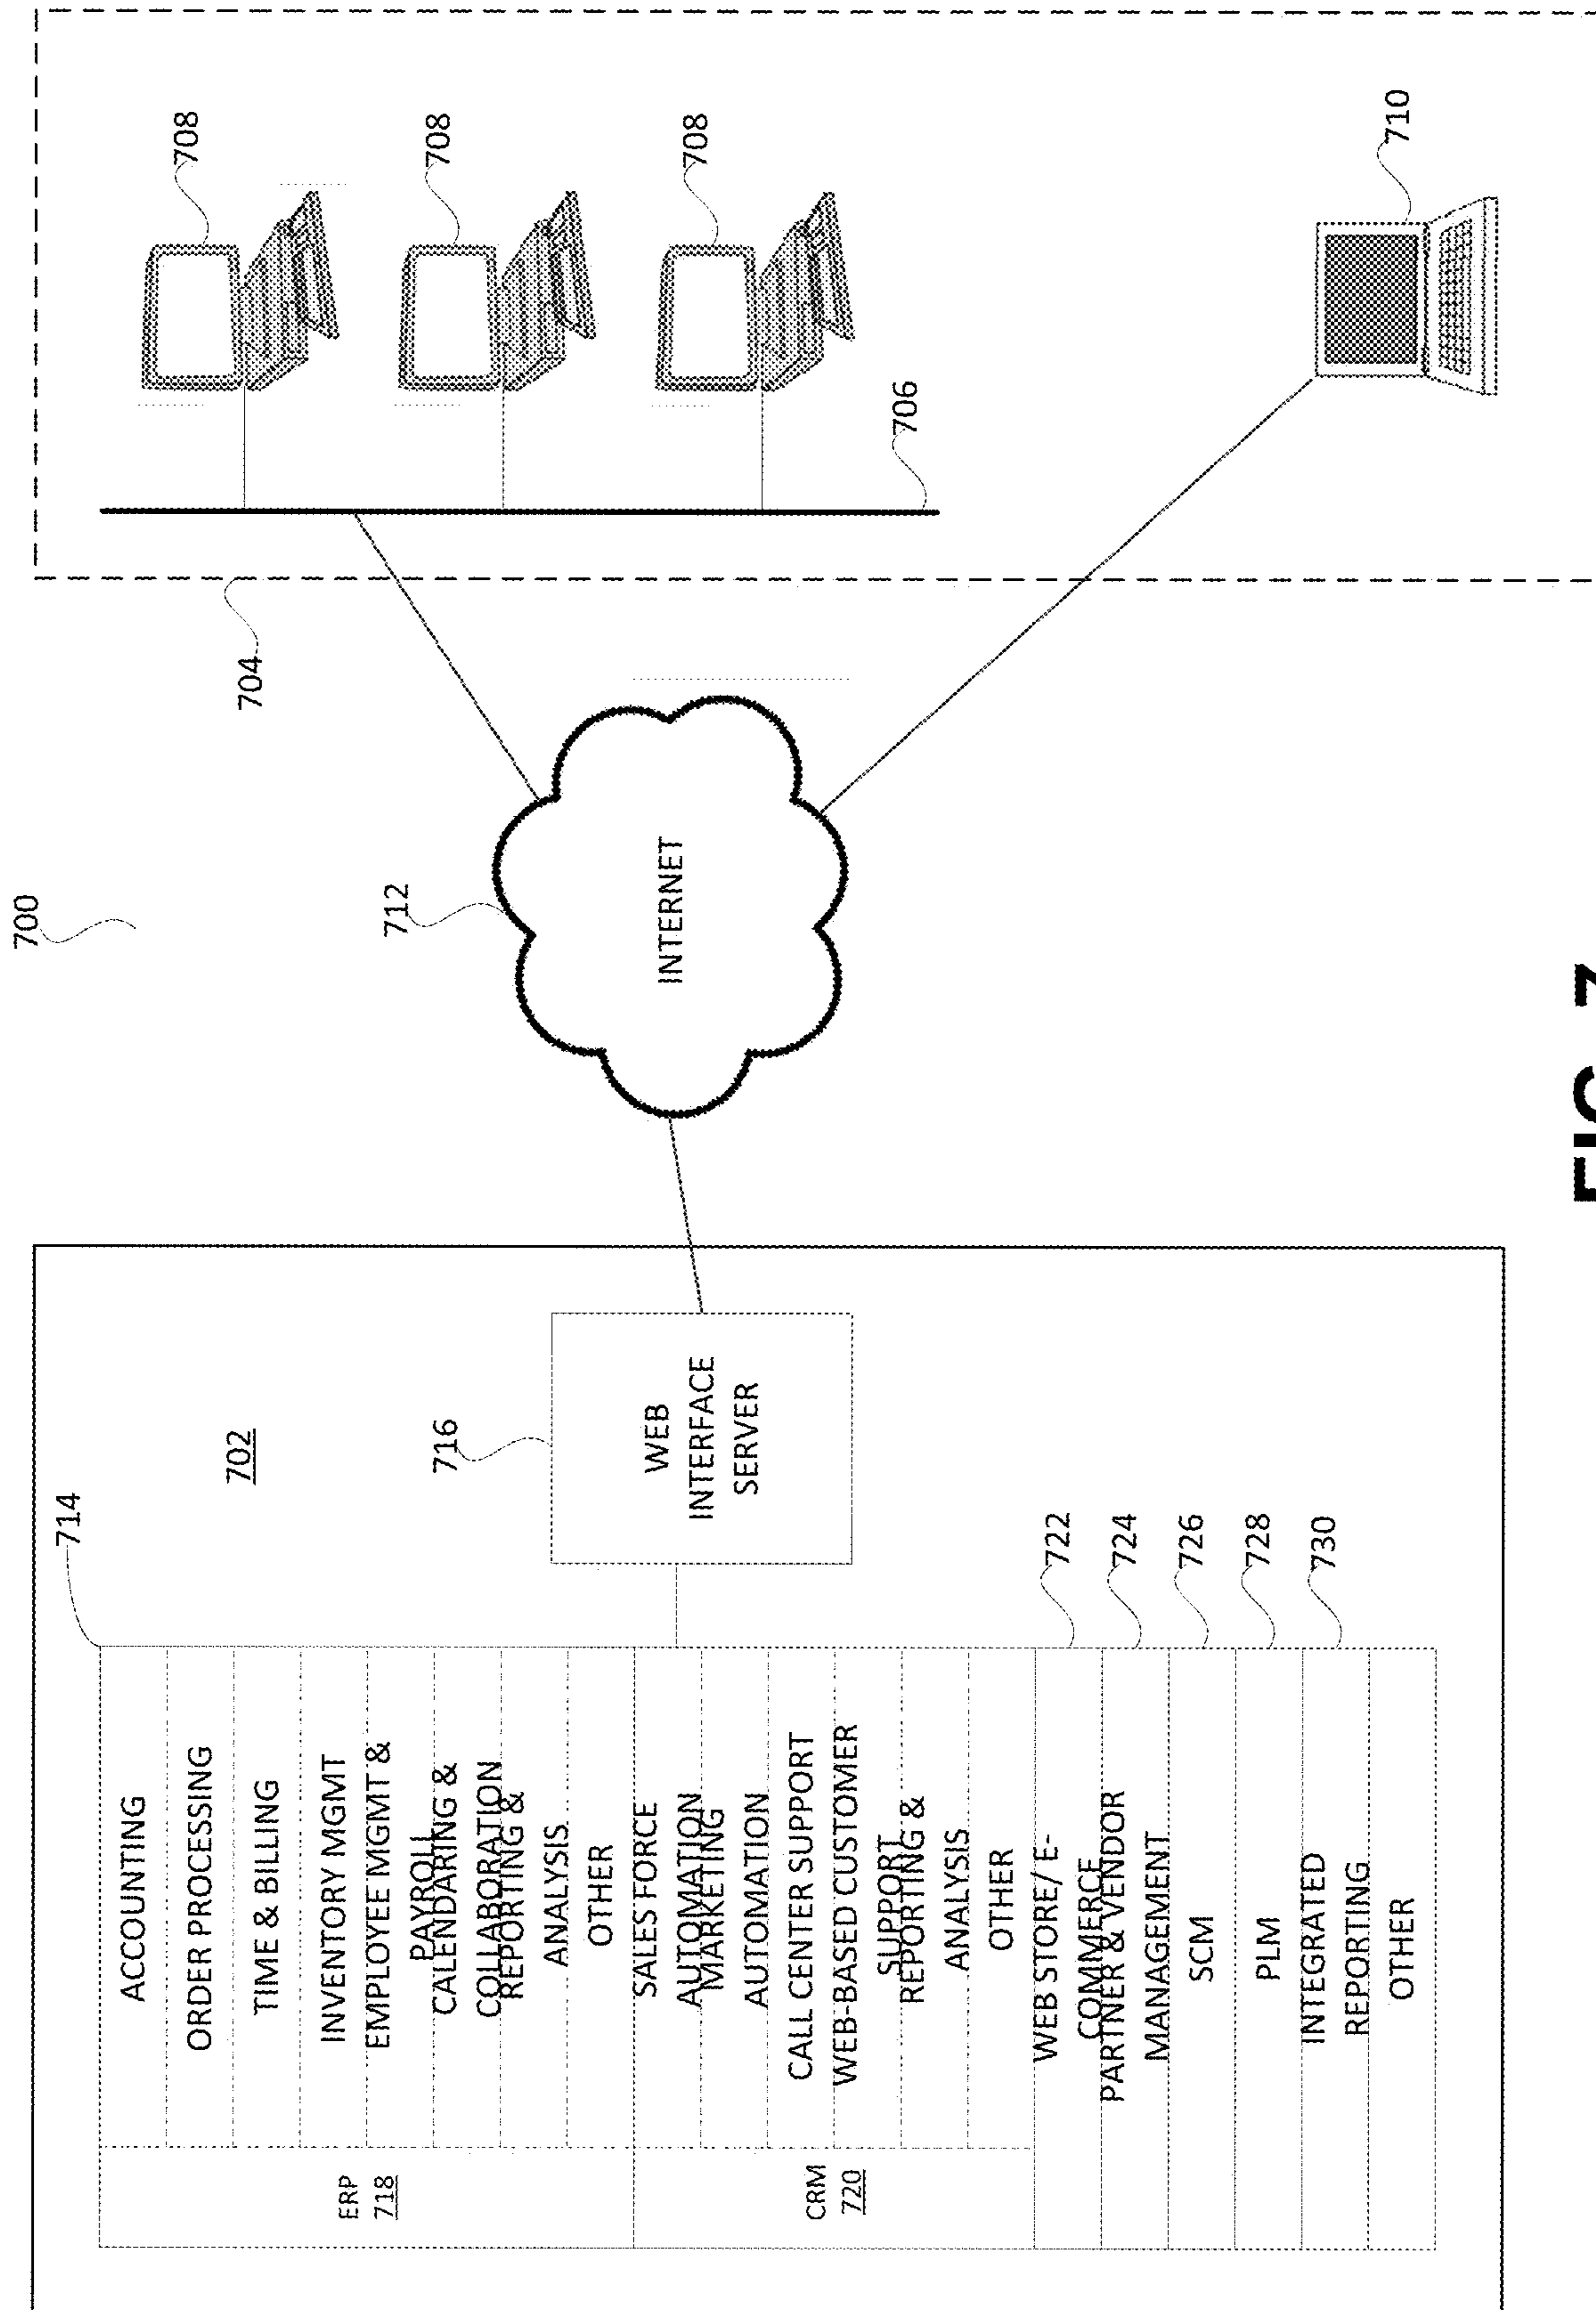 700
714
702
ERP
718
ACCOUNTING
ORDER PROCESSING
TIME & BILLING
INVENTORY MGMT
EMPLOYEE MGMT &
PAYROLL
CALENDARING &
COLLABORATION
REPORTING &
ANALYSIS
OTHER
CRM
720
SALES FORCE
AUTOMATION
MARKETING
AUTOMATION
CALL CENTER SUPPORT
WEB-BASED CUSTOMER
SUPPORT
REPORTING &
ANALYSIS
OTHER
WEB STORE/ E-
COMMERCE
722
PARTNER & VENDOR
MANAGEMENT
724
SCM
726
PLM
728
INTEGRATED
REPORTING
730
OTHER
716
WEB
INTERFACE
SERVER
712
INTERNET
704
708
708
708
706
710
FIG. 7